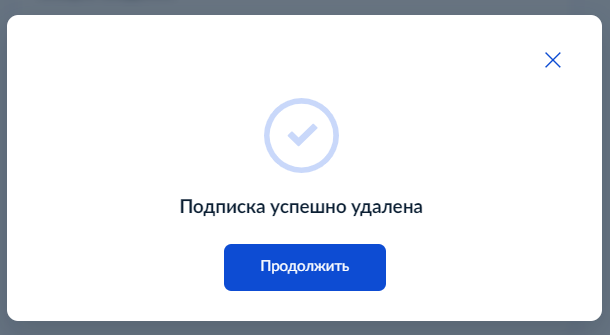 Подписка успешно удалена
Продолжить